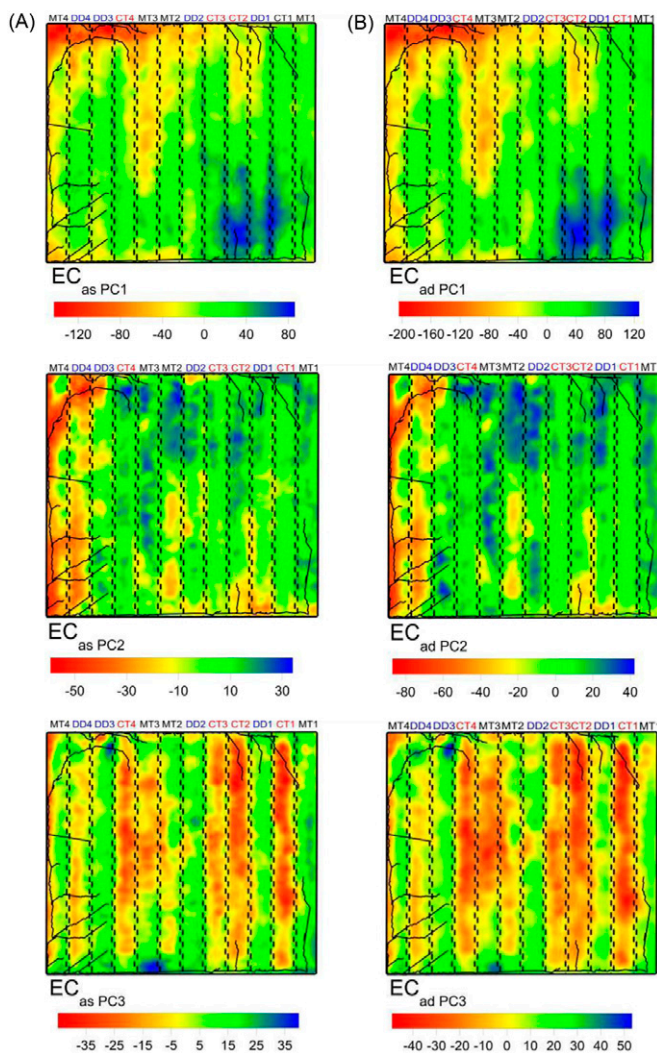 (A)
MT4 DD4 DD3 CT4 MT3 MT2 DD2 CT3 CT2 DD1 CT1 MT1
(B)
MT4 DD4 DD3 CT4 MT3 MT2 DD2 CT3 CT2 DD1 CT1 MT1
EC as PC1
-120 -80 -40 0 40 80
EC ad PC1
-200 -160 -120 -80 -40 0 40 80 120
MT4 DD4 DD3 CT4 MT3 MT2 DD2 CT3 CT2 DD1 CT1 MT1
MT4 DD4 DD3 CT4 MT3 MT2 DD2 CT3 CT2 DD1 CT1 MT1
EC as PC2
-50 -30 -10 10 30
EC ad PC2
-80 -60 -40 -20 0 20 40
MT4 DD4 DD3 CT4 MT3 MT2 DD2 CT3 CT2 DD1 CT1 MT1
MT4 DD4 DD3 CT4 MT3 MT2 DD2 CT3 CT2 DD1 CT1 MT1
EC as PC3
-35 -25 -15 -5 5 15 25 35
EC ad PC3
-40 -30 -20 -10 0 10 20 30 40 50